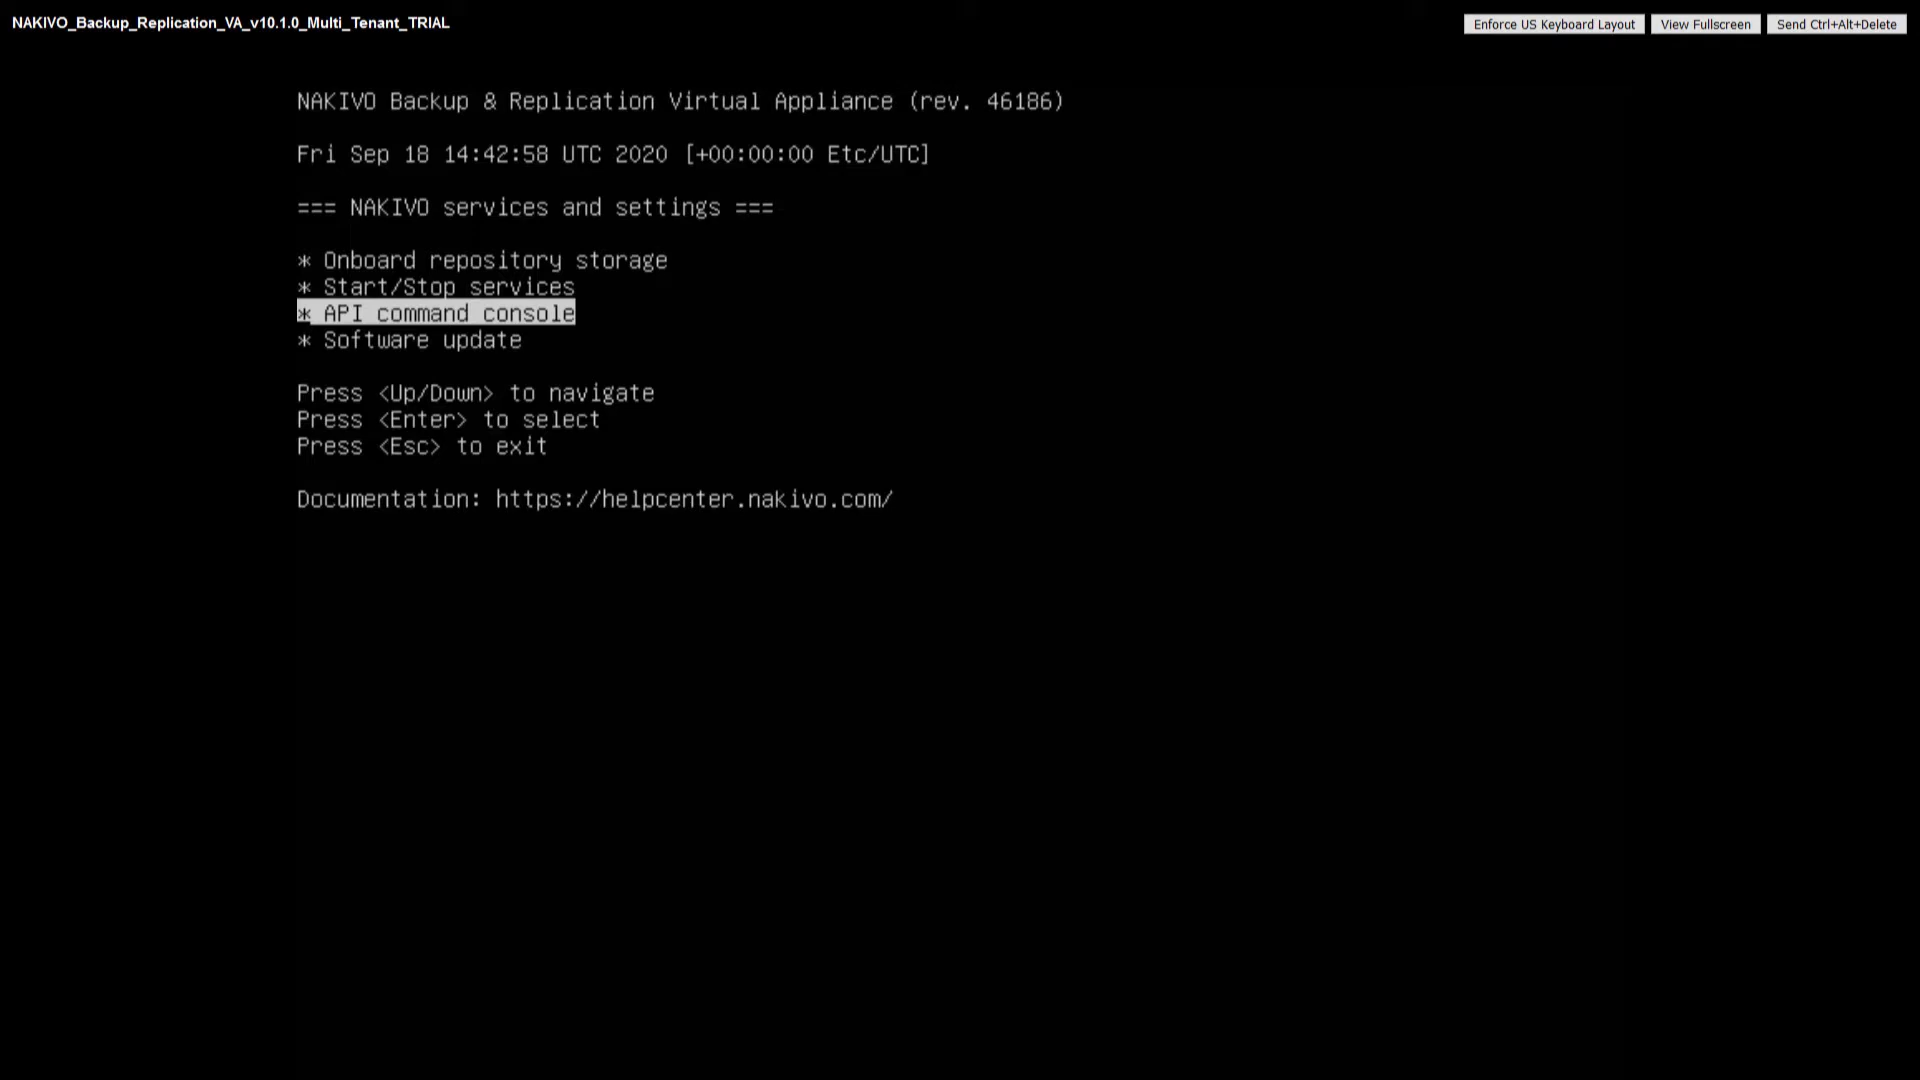 NAKIVO_Backup_Replication_VA_v10.1.0_Multi_Tenant_TRIAL
Enforce US Keyboard Layout
View Fullscreen
Send Ctrl+Alt+Delete
NAKIVO Backup & Replication Virtual Appliance (rev. 46186)
Fri Sep 18 14:42:58 UTC 2020 [+00:00:00 Etc/UTC]
=== NAKIVO services and settings ===
* Onboard repository storage
* Start/Stop services
* API command console
* Software update
Press <Up/Down> to navigate
Press <Enter> to select
Press <Esc> to exit
Documentation: https://helpcenter.nakivo.com/